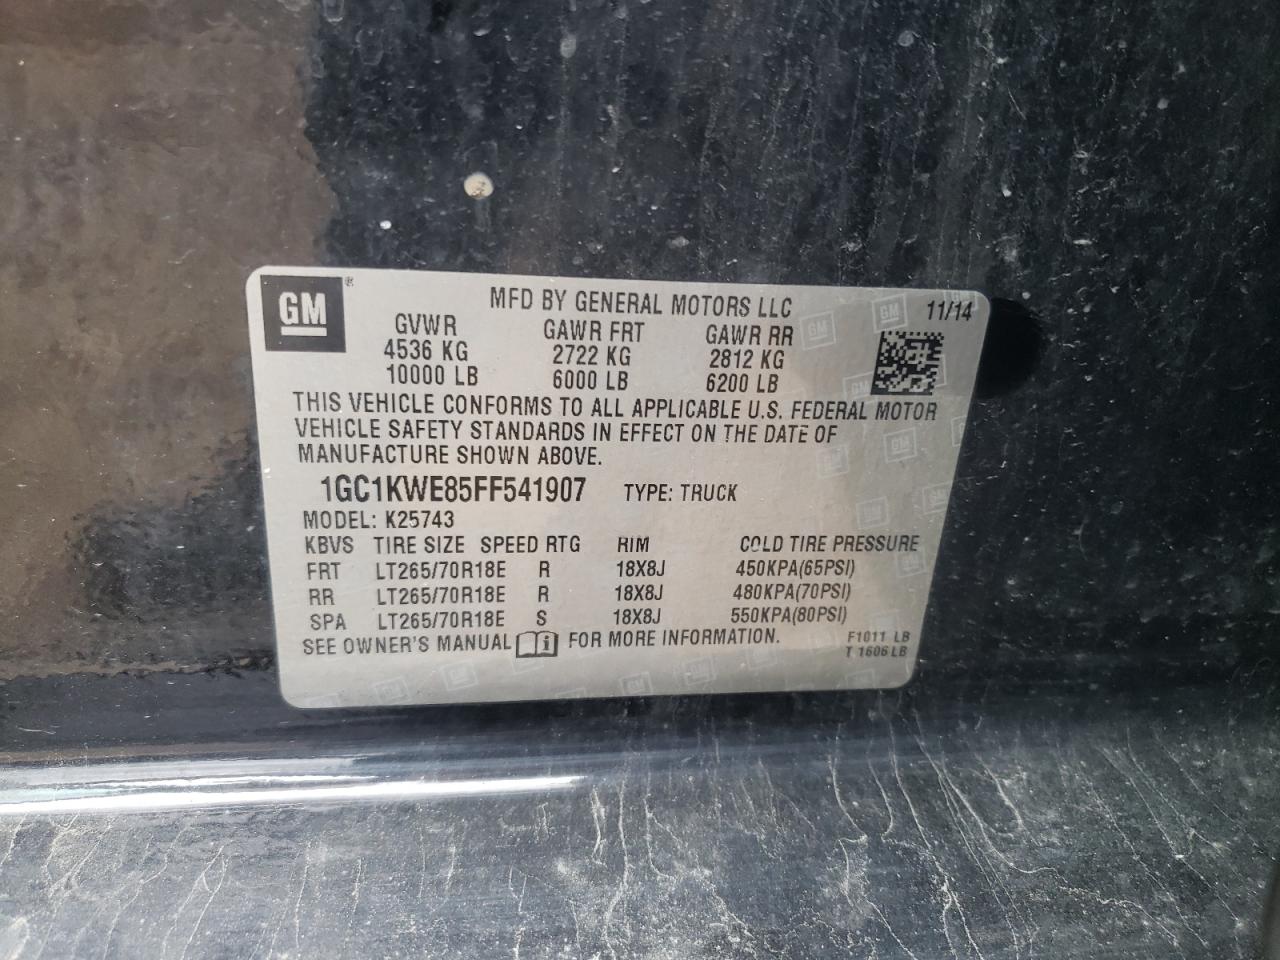 GM ®
MFD BY GENERAL MOTORS LLC 11/14
GVWR GAWR FRT GAWR RR
4536 KG 2722 KG 2812 KG
10000 LB 6000 LB 6200 LB
THIS VEHICLE CONFORMS TO ALL APPLICABLE U.S. FEDERAL MOTOR
VEHICLE SAFETY STANDARDS IN EFFECT ON THE DATE OF
MANUFACTURE SHOWN ABOVE.
1GC1KWE85FF541907 TYPE: TRUCK
MODEL: K25743
KBVS TIRE SIZE SPEED RTG RIM COLD TIRE PRESSURE
FRT LT265/70R18E R 18X8J 450KPA(65PSI)
RR LT265/70R18E R 18X8J 480KPA(70PSI)
SPA LT265/70R18E S 18X8J 550KPA(80PSI)
SEE OWNER'S MANUAL i FOR MORE INFORMATION.
F1011 LB
T 1606 LB